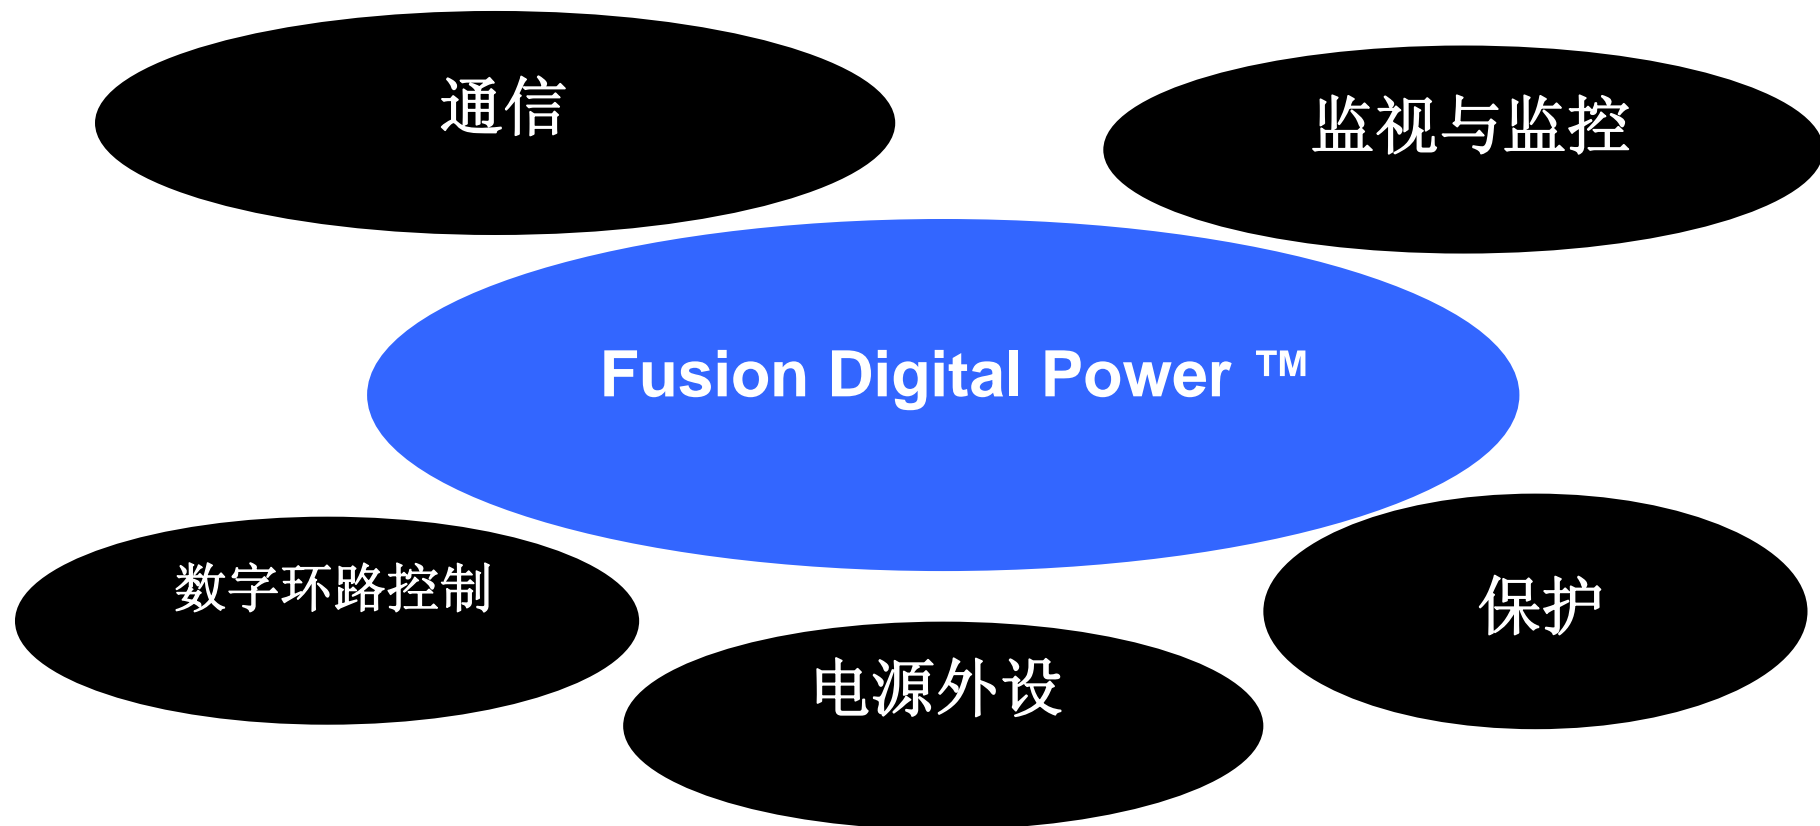 通信
监视与监控
Fusion Digital Power ™
数字环路控制
保护
电源外设